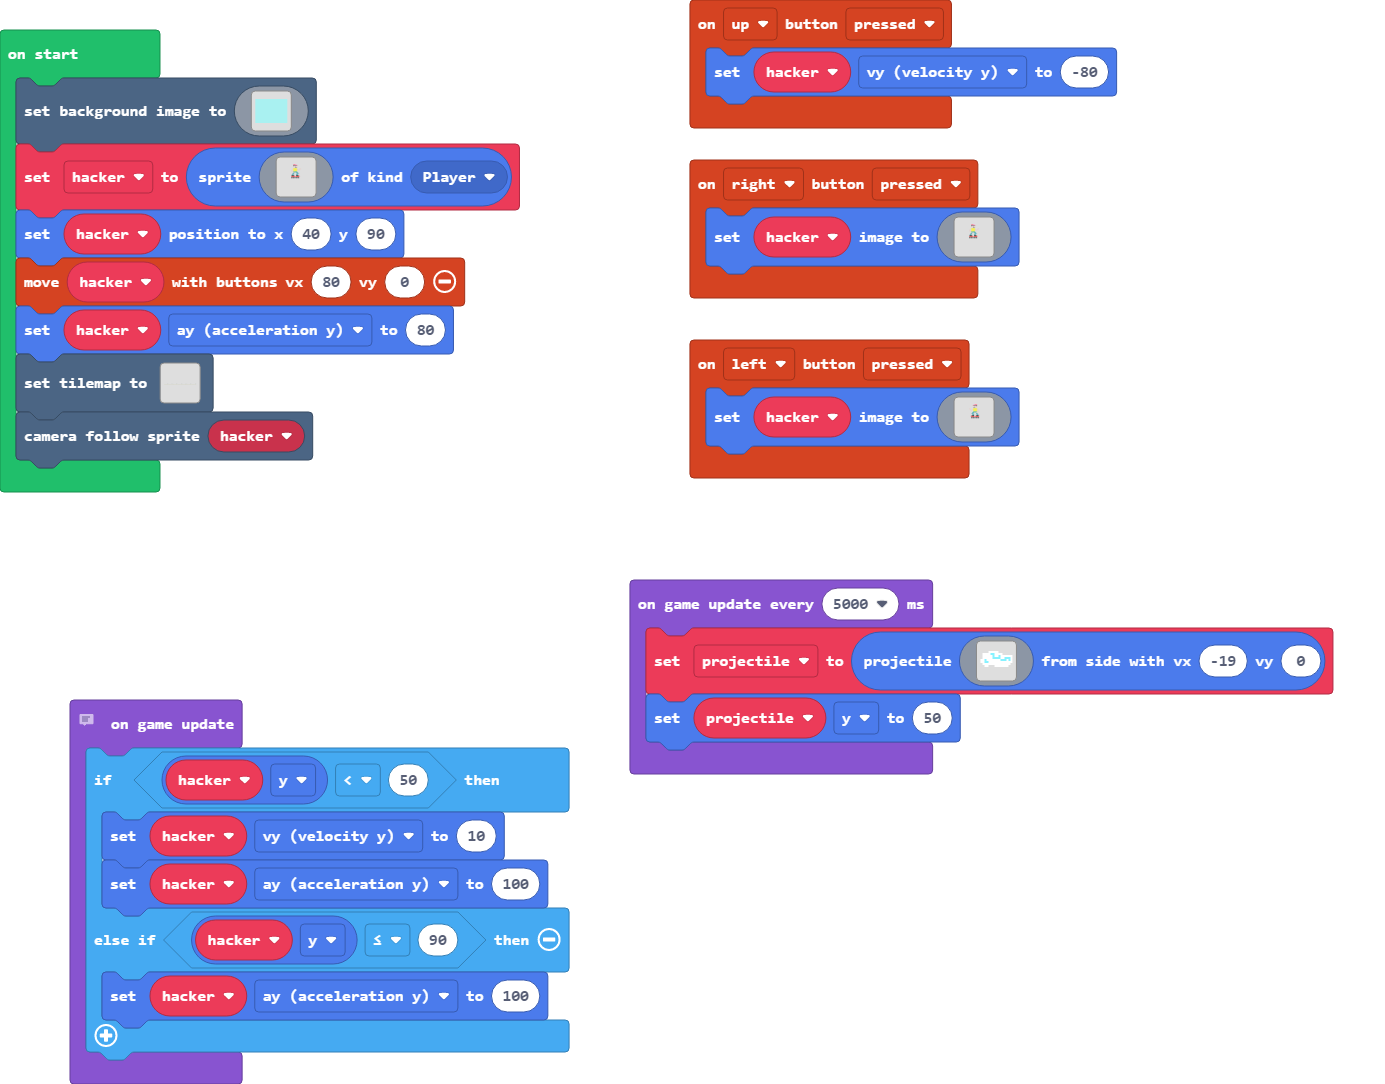 on start
set background image to
set hacker to sprite of kind Player
set hacker position to x 40 y 90
move hacker with buttons vx 80 vy 0
set hacker ay (acceleration y) to 80
set tilemap to
camera follow sprite hacker
on up button pressed
set hacker vy (velocity y) to -80
on right button pressed
set hacker image to
on left button pressed
set hacker image to
on game update every 5000 ms
set projectile to projectile from side with vx -19 vy 0
set projectile y to 50
on game update
if hacker y < 50 then
set hacker vy (velocity y) to 10
set hacker ay (acceleration y) to 100
else if hacker y ≤ 90 then
set hacker ay (acceleration y) to 100